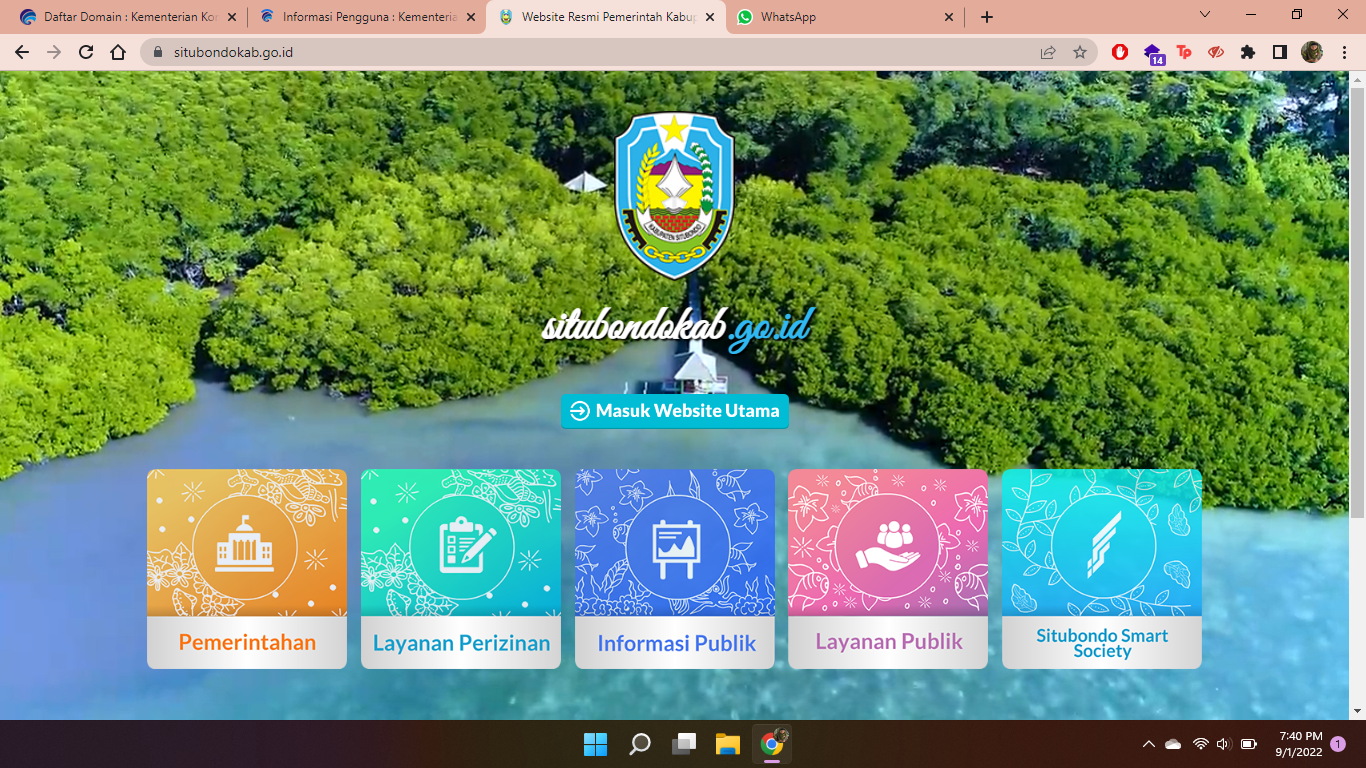 Daftar Domain : Kementerian Kor
Informasi Pengguna : Kementeria
Website Resmi Pemerintah Kabup
WhatsApp
situbondokab.go.id
14
TP
KABUPATEN SITUBONDO
situbondokab.go.id
Masuk Website Utama
Pemerintahan
Layanan Perizinan
Informasi Publik
Layanan Publik
Situbondo Smart
Society
7:40 PM
9/1/2022
1